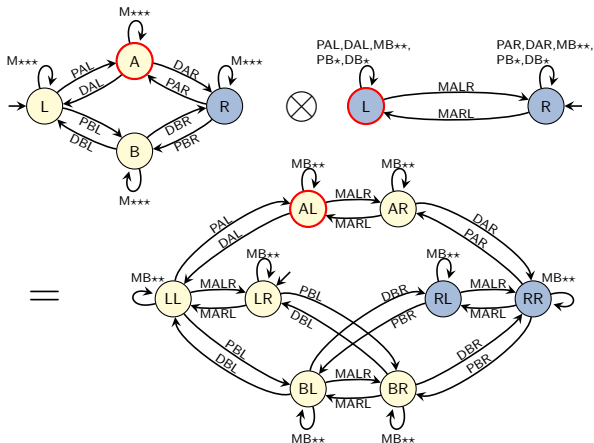 M⋆⋆⋆
M⋆⋆⋆ PAL A DAR M⋆⋆⋆
DAL PAR
L R
PBL DBR
DBL PBR
B
M⋆⋆⋆
⊗
PAL,DAL,MB⋆⋆,
PB⋆,DB⋆
PAR,DAR,MB⋆⋆,
PB⋆,DB⋆
L MALR R
MARL
=
MB⋆⋆ MB⋆⋆
AL MALR AR
MARL
PAL DAR
DAL PAR
MB⋆⋆ MB⋆⋆ MB⋆⋆ MB⋆⋆
LL MALR LR PBL DBR RL MALR RR
MARL DBL PBR MARL
PBL DBR
DBL PBR
BL MALR BR
MARL
MB⋆⋆ MB⋆⋆